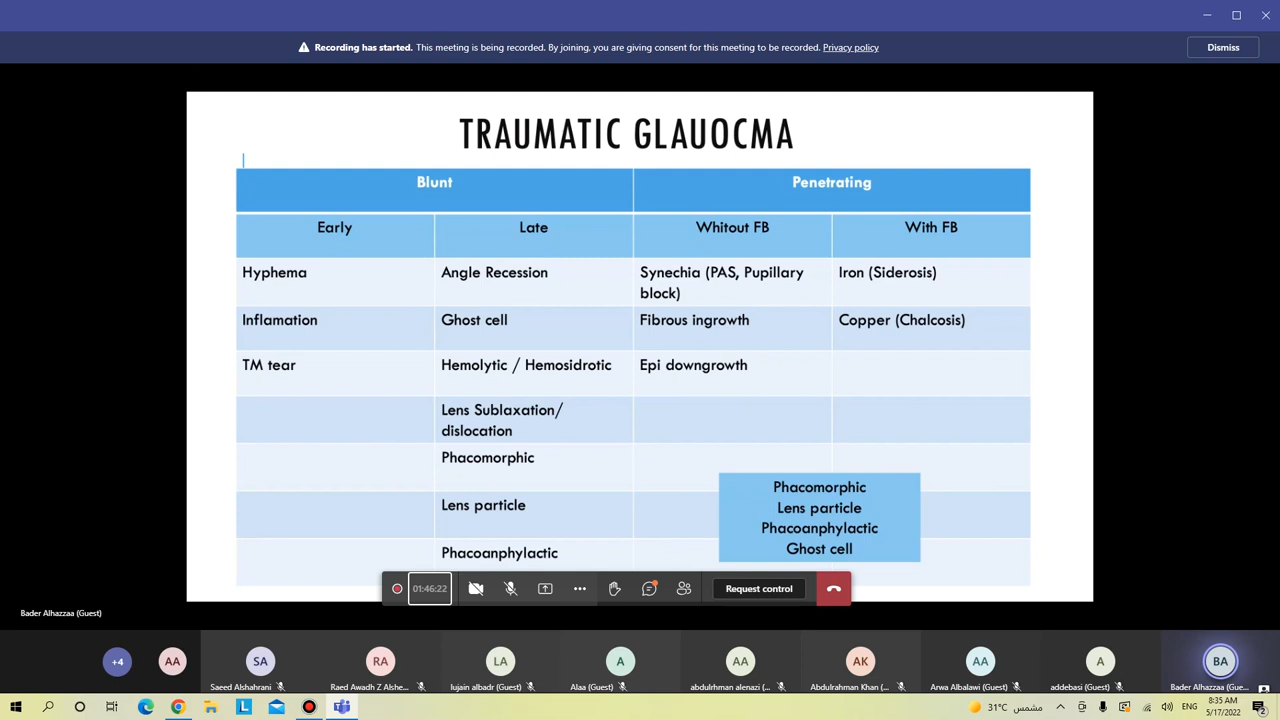 Recording has started. This meeting is being recorded. By joining, you are giving consent for this meeting to be recorded. Privacy policy
Dismiss
TRAUMATIC GLAUOCMA
Blunt
Penetrating
Early
Late
Whitout FB
With FB
Hyphema
Angle Recession
Synechia (PAS, Pupillary
block)
Iron (Siderosis)
Inflamation
Ghost cell
Fibrous ingrowth
Copper (Chalcosis)
TM tear
Hemolytic / Hemosidrotic
Epi downgrowth
Lens Sublaxation/
dislocation
Phacomorphic
Lens particle
Phacoanphylactic
Phacomorphic
Lens particle
Phacoanphylactic
Ghost cell
01:46:22
Request control
Bader Alhazzaa (Guest)
+4
AA
SA
RA
LA
A
AA
AK
AA
A
BA
Saeed Alshahrani
Raed Awadh Z Alshe...
lujain albadr (Guest)
Alaa (Guest)
abdulrhman alenazi (...
Abdulrahman Khan (...
Arwa Albalawi (Guest)
addebasi (Guest)
Bader Alhazzaa (Gue...
31°C مشمس
ENG
8:35 AM
5/17/2022
2